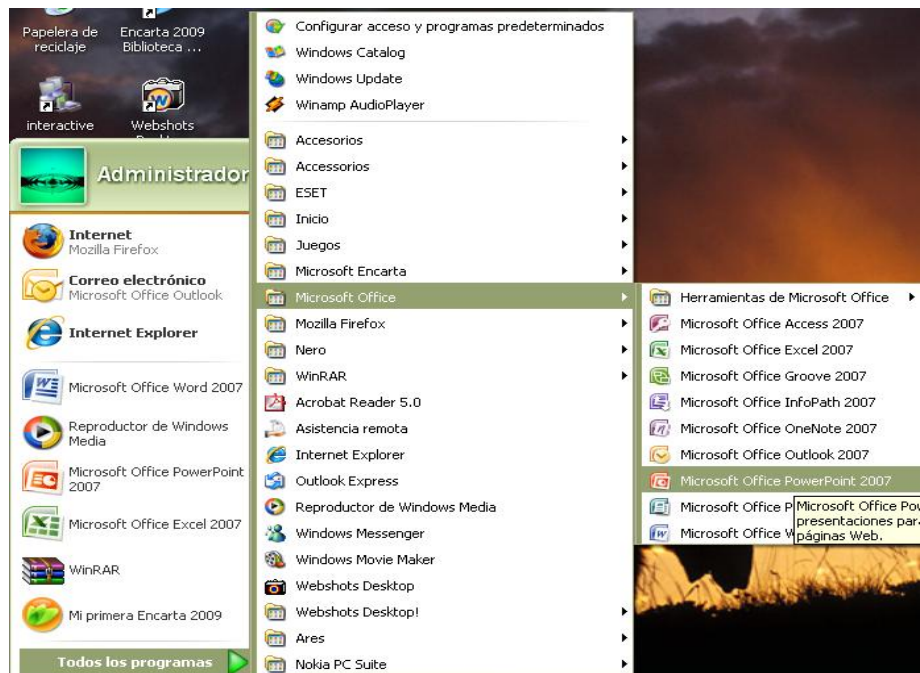 Papelera de
reciclaje
Encarta 2009
Biblioteca ...
interactive
Webshots
Administrador
Internet
Mozilla Firefox
Correo electrónico
Microsoft Office Outlook
Internet Explorer
Microsoft Office Word 2007
Reproductor de Windows
Media
Microsoft Office PowerPoint
2007
Microsoft Office Excel 2007
WinRAR
Mi primera Encarta 2009
Todos los programas
Configurar acceso y programas predeterminados
Windows Catalog
Windows Update
Winamp AudioPlayer
Accesorios
Accessorios
ESET
Inicio
Juegos
Microsoft Encarta
Microsoft Office
Mozilla Firefox
Nero
WinRAR
Acrobat Reader 5.0
Asistencia remota
Internet Explorer
Outlook Express
Reproductor de Windows Media
Windows Messenger
Windows Movie Maker
Webshots Desktop
Webshots Desktop!
Ares
Nokia PC Suite
Herramientas de Microsoft Office
Microsoft Office Access 2007
Microsoft Office Excel 2007
Microsoft Office Groove 2007
Microsoft Office InfoPath 2007
Microsoft Office OneNote 2007
Microsoft Office Outlook 2007
Microsoft Office PowerPoint 2007
Microsoft Office P
Microsoft Office W
Microsoft Office Pow
presentaciones para
páginas Web.